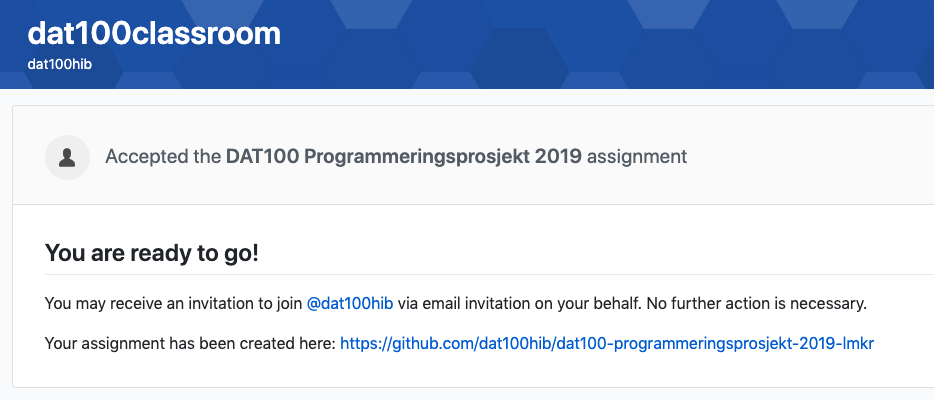 dat100classroom
dat100hib
Accepted the DAT100 Programmeringsprosjekt 2019 assignment
You are ready to go!
You may receive an invitation to join @dat100hib via email invitation on your behalf. No further action is necessary.
Your assignment has been created here: https://github.com/dat100hib/dat100-programmeringsprosjekt-2019-lmkr